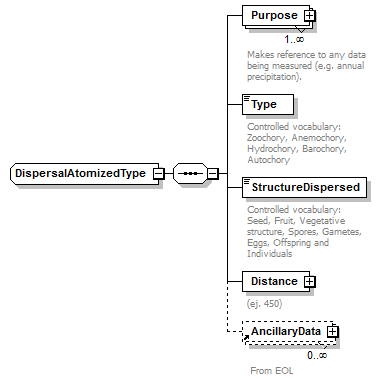 Purpose
1..∞
Makes reference to any data
being measured (e.g. annual
precipitation).
Type
Controlled vocabulary:
Zoochory, Anemochory,
Hydrochory, Barochory,
Autochory
DispersalAtomizedType
StructureDispersed
Controlled vocabulary:
Seed, Fruit, Vegetative
structure, Spores, Gametes,
Eggs, Offspring and
Individuals
Distance
(ej. 450)
AncillaryData
0..∞
From EOL